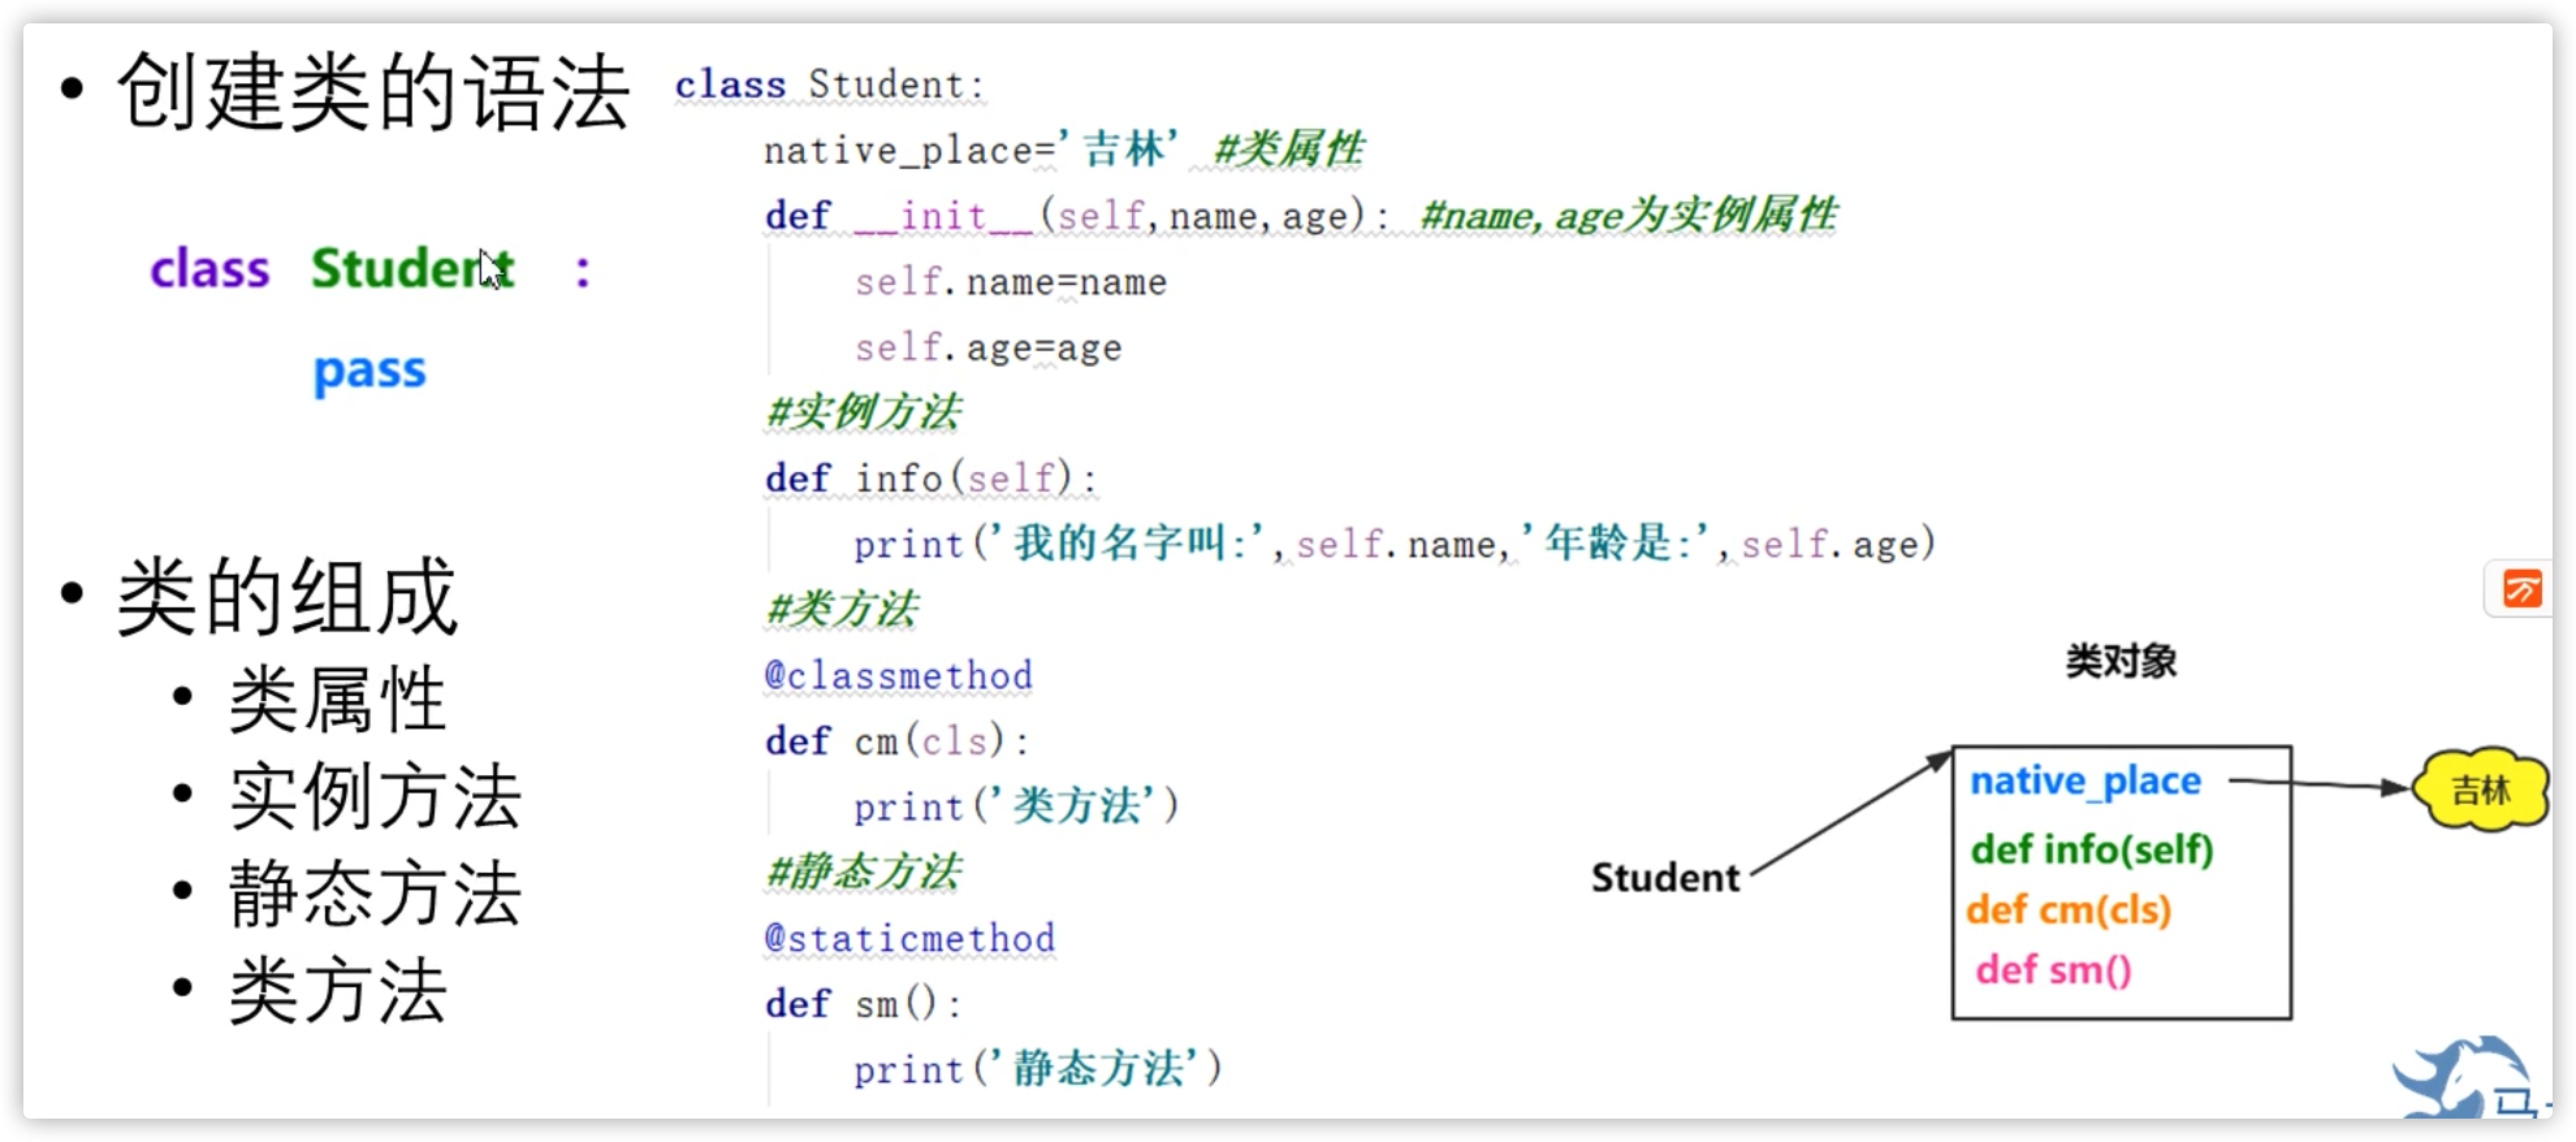 • 创建类的语法
class Student :
pass
• 类的组成
• 类属性
• 实例方法
• 静态方法
• 类方法
class Student:
native_place='吉林' #类属性
def __init__(self,name,age): #name,age为实例属性
self.name=name
self.age=age
#实例方法
def info(self):
print('我的名字叫:',self.name,'年龄是:',self.age)
#类方法
@classmethod
def cm(cls):
print('类方法')
#静态方法
@staticmethod
def sm():
print('静态方法')
类对象
Student
native_place
吉林
def info(self)
def cm(cls)
def sm()